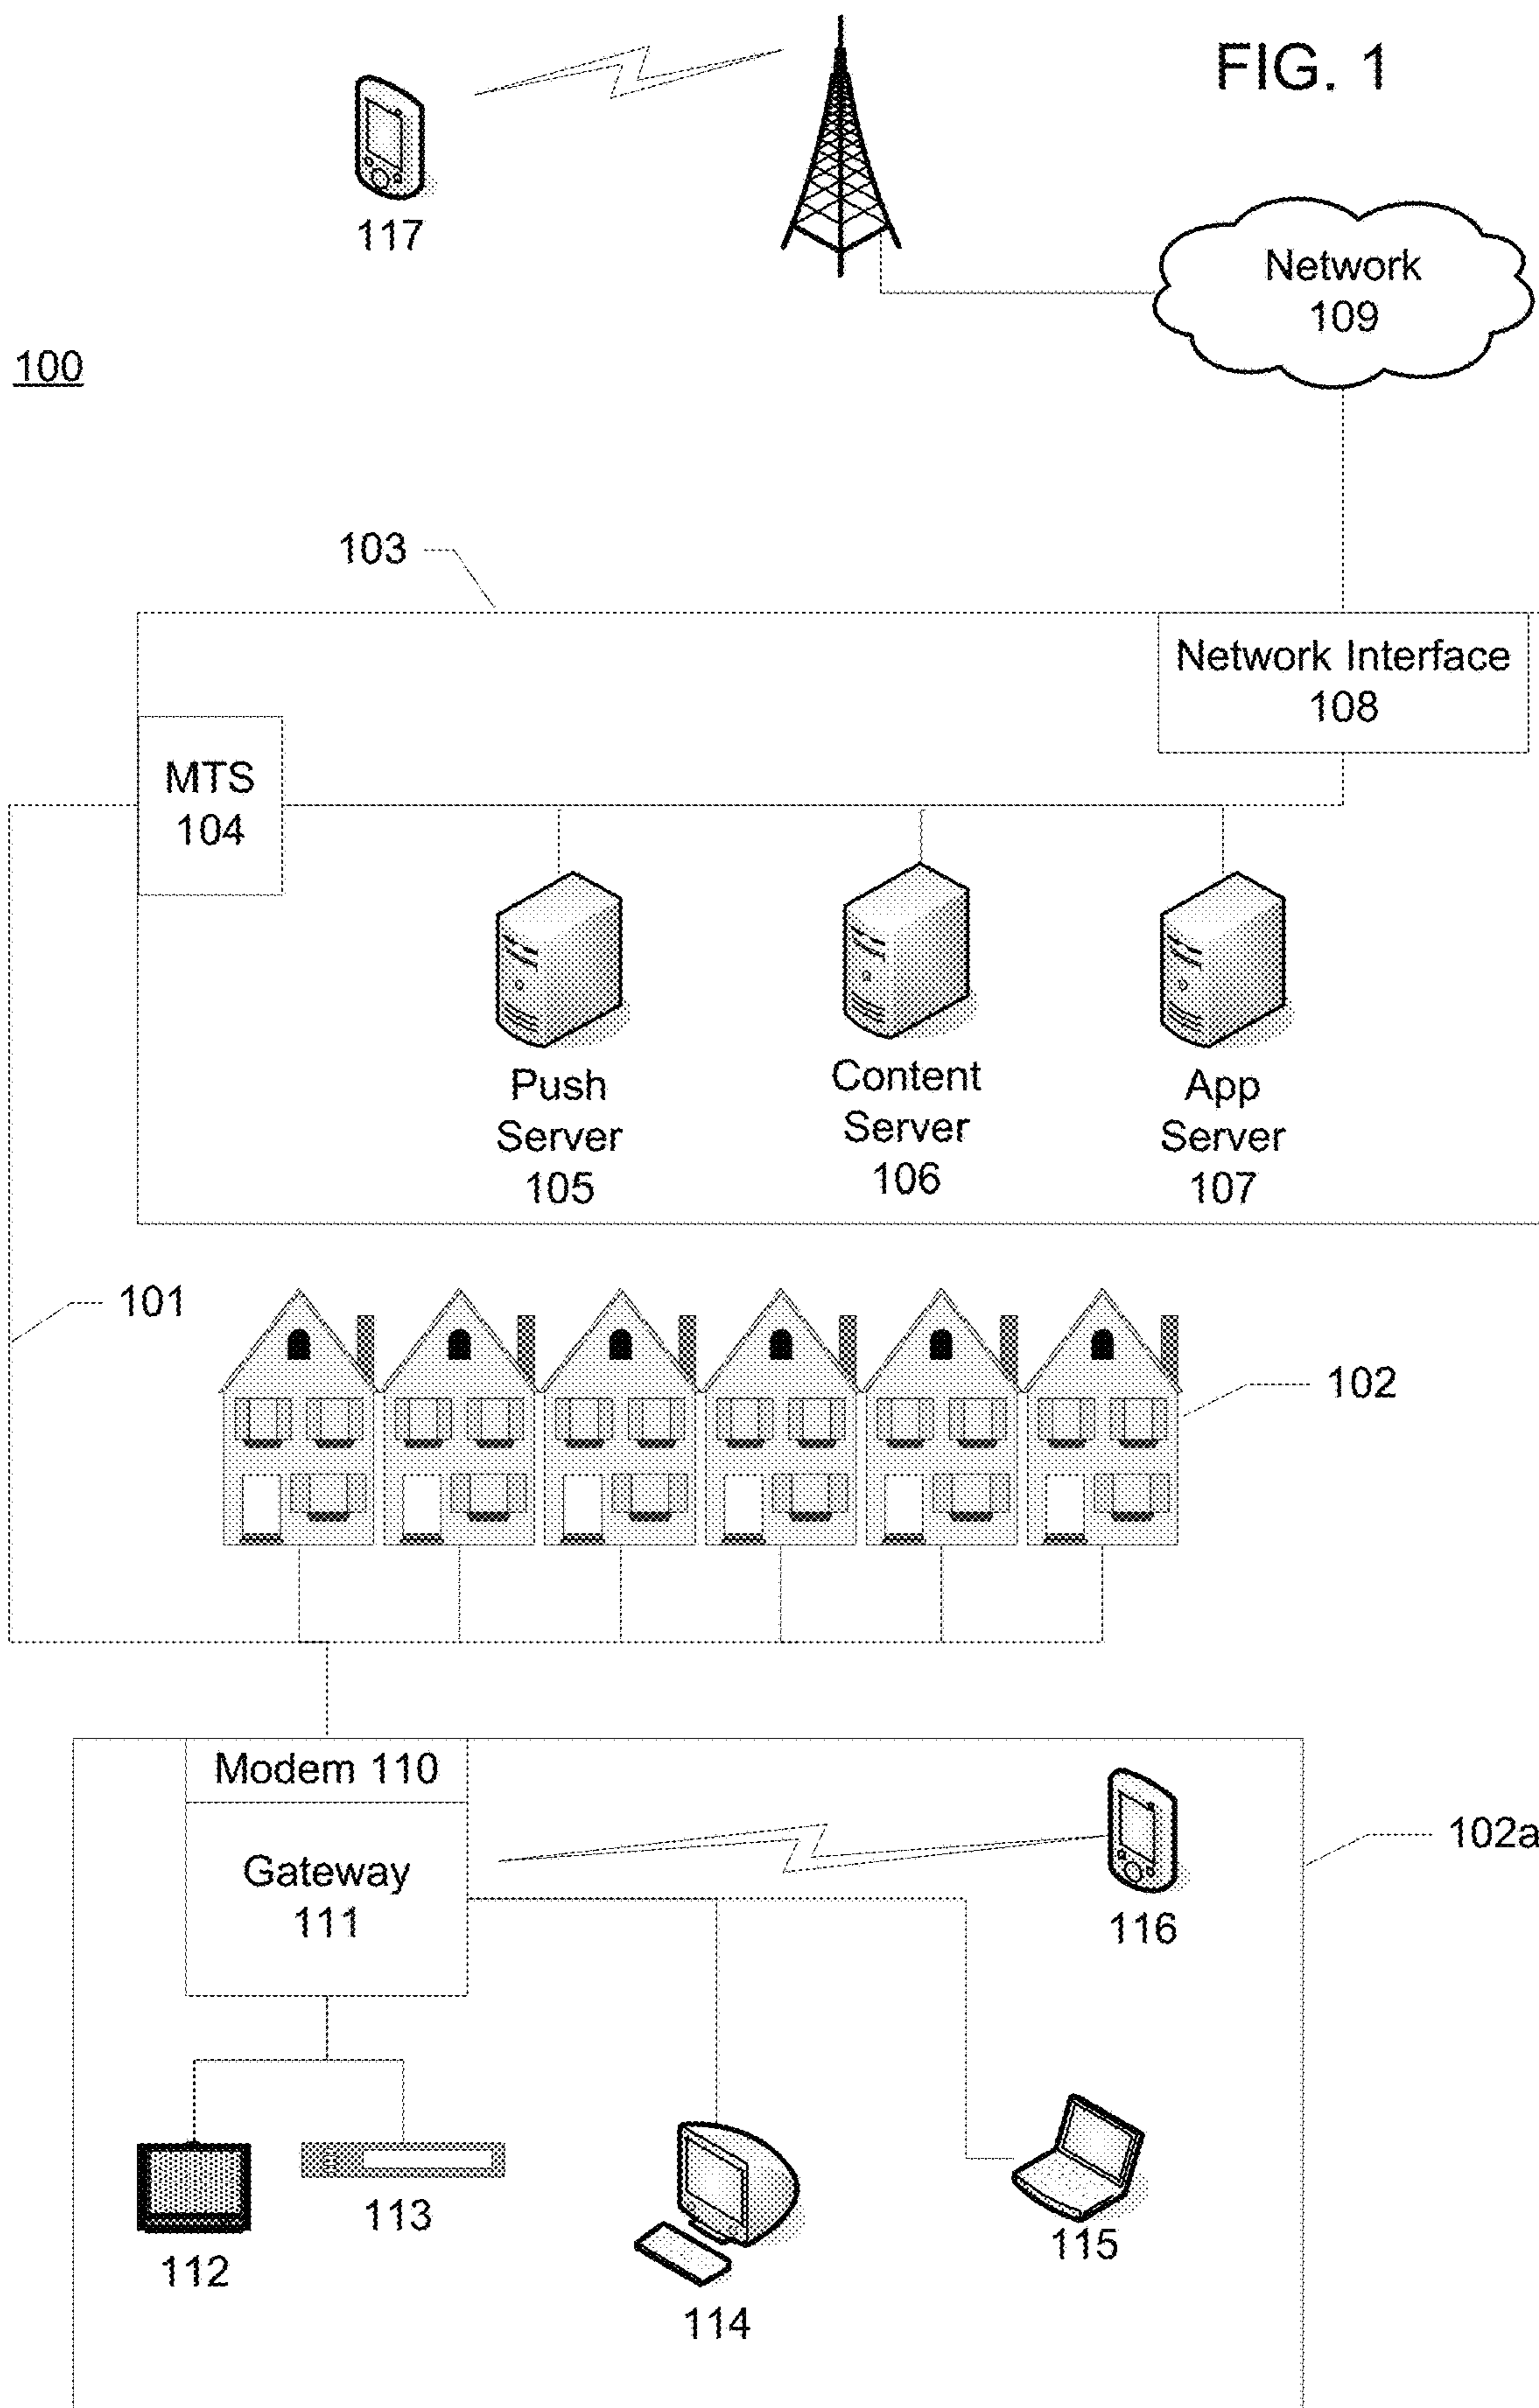 FIG. 1
117
Network
109
100
103
Network Interface
108
MTS
104
Push
Server
105
Content
Server
106
App
Server
107
101
102
Modem 110
Gateway
111
102a
116
112
113
114
115